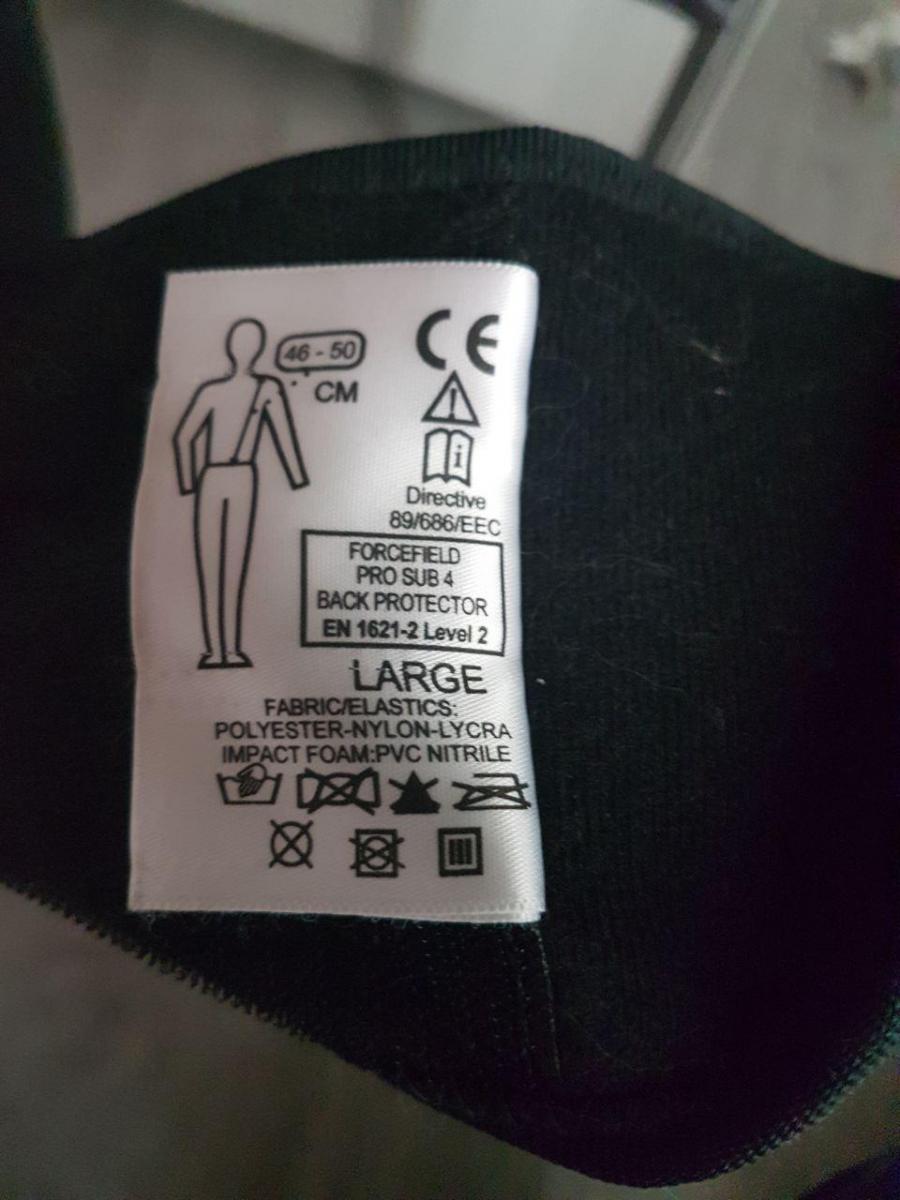 46 - 50
CM
CE
i
Directive
89/686/EEC
FORCEFIELD
PRO SUB 4
BACK PROTECTOR
EN 1621-2 Level 2
LARGE
FABRIC/ELASTICS:
POLYESTER-NYLON-LYCRA
IMPACT FOAM:PVC NITRILE